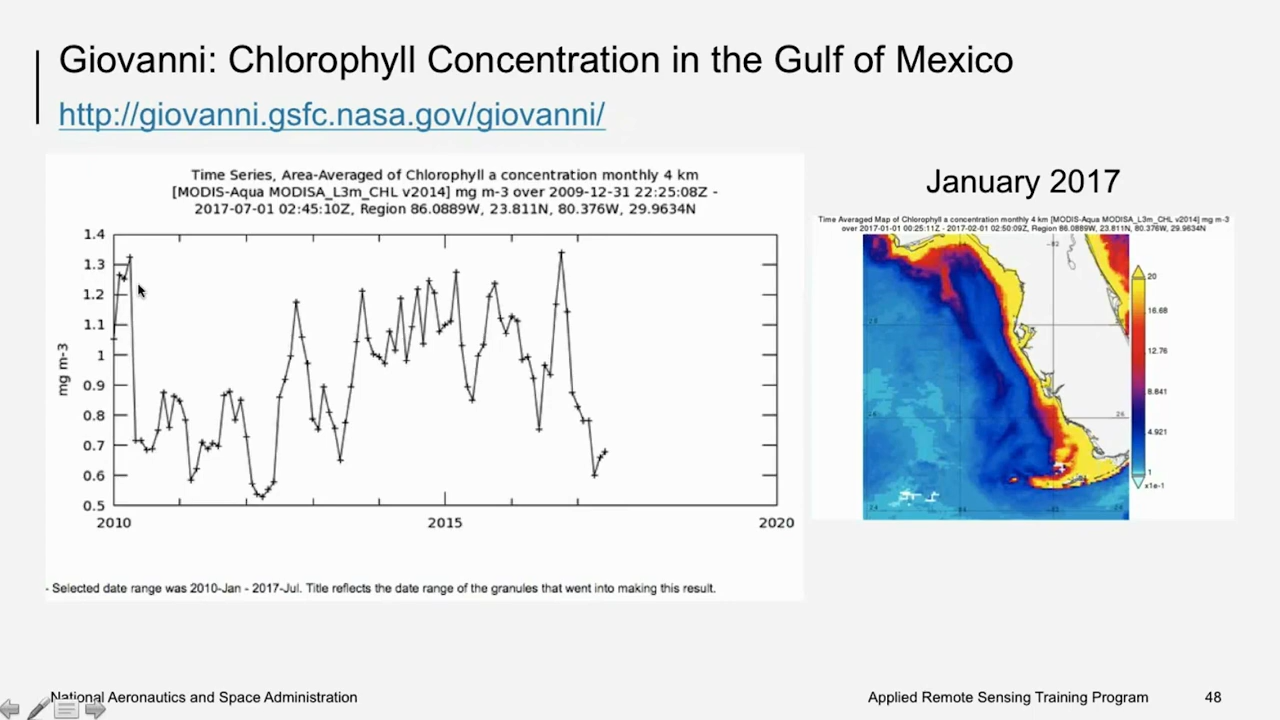 Giovanni: Chlorophyll Concentration in the Gulf of Mexico
http://giovanni.gsfc.nasa.gov/giovanni/
Time Series, Area-Averaged of Chlorophyll a concentration monthly 4 km
[MODIS-Aqua MODISA_L3m_CHL v2014] mg m-3 over 2009-12-31 22:25:08Z -
2017-07-01 02:45:10Z, Region 86.0889W, 23.811N, 80.376W, 29.9634N
1.4
1.3
1.2
1.1
1
0.9
0.8
0.7
0.6
0.5
mg m-3
2010
2015
2020
- Selected date range was 2010-Jan - 2017-Jul. Title reflects the date range of the granules that went into making this result.
January 2017
Time Averaged Map of Chlorophyll a concentration monthly 4 km [MODIS-Aqua MODISA_L3m_CHL v2014] mg m-3
over 2017-01-01 00:25:11Z - 2017-02-01 02:50:09Z, Region 86.0889W, 23.811N, 80.376W, 29.9634N
20
16.68
12.76
8.841
4.921
1
x1e-1
National Aeronautics and Space Administration
Applied Remote Sensing Training Program
48